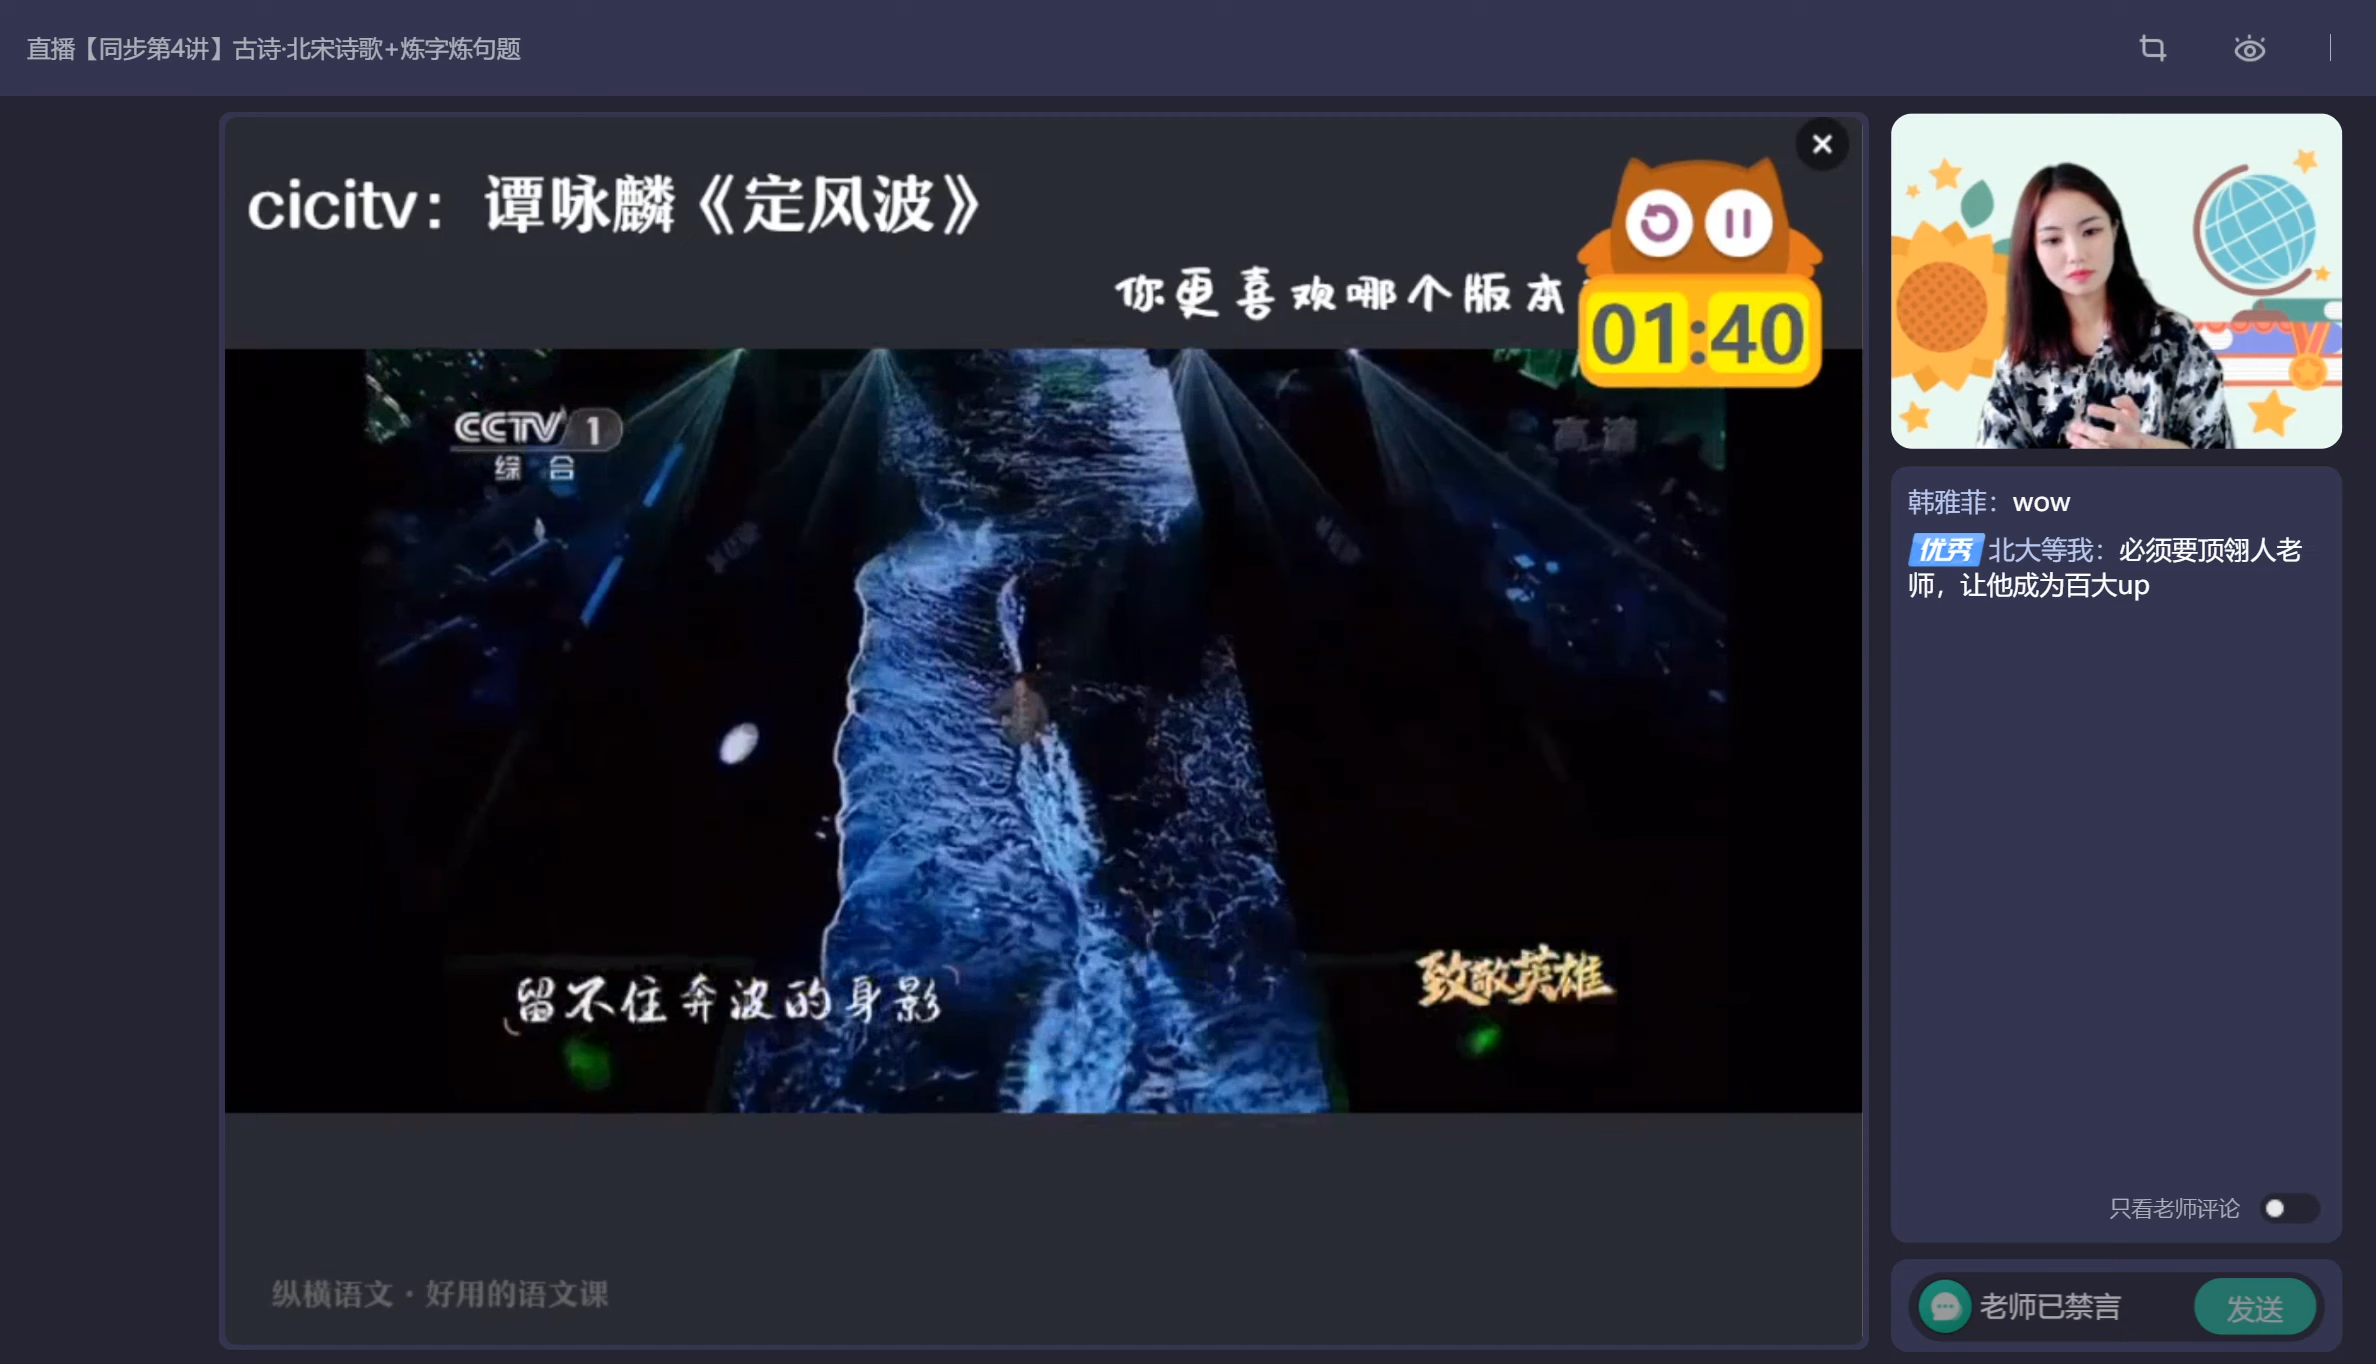 直播【同步第4讲】古诗·北宋诗歌+炼字炼句题
cicitv：谭咏麟《定风波》
你更喜欢哪个版本
01:40
CCTV 1
综合
高清
留不住奔波的身影
致敬英雄
纵横语文·好用的语文课
韩雅菲：wow
优秀 北大等我：必须要顶翎人老
师，让他成为百大up
只看老师评论
老师已禁言
发送